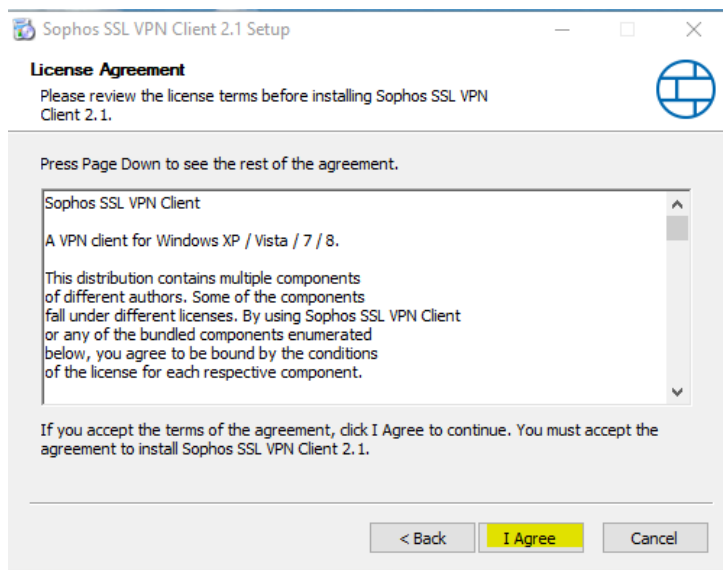 Sophos SSL VPN Client 2.1 Setup
License Agreement
Please review the license terms before installing Sophos SSL VPN
Client 2.1.
Press Page Down to see the rest of the agreement.
Sophos SSL VPN Client
A VPN client for Windows XP / Vista / 7 / 8.
This distribution contains multiple components
of different authors. Some of the components
fall under different licenses. By using Sophos SSL VPN Client
or any of the bundled components enumerated
below, you agree to be bound by the conditions
of the license for each respective component.
If you accept the terms of the agreement, click I Agree to continue. You must accept the
agreement to install Sophos SSL VPN Client 2.1.
< Back I Agree Cancel